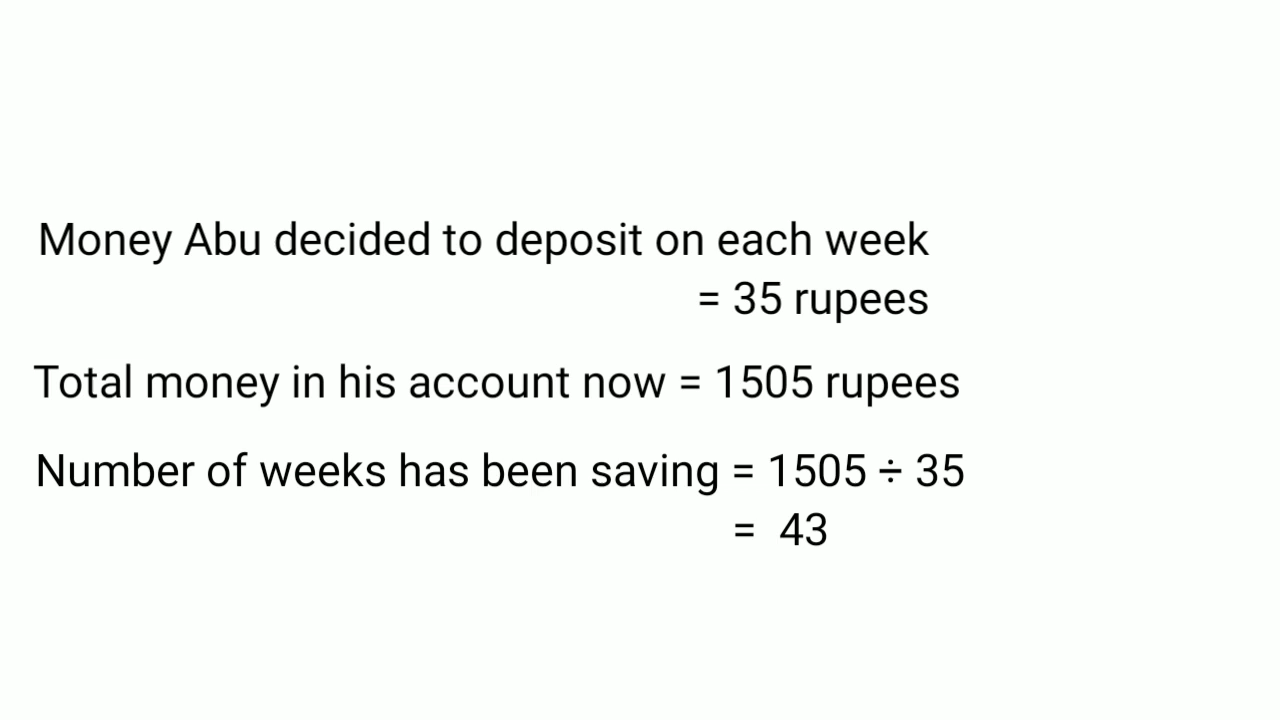 Money Abu decided to deposit on each week
= 35 rupees
Total money in his account now = 1505 rupees
Number of weeks has been saving = 1505 ÷ 35
= 43